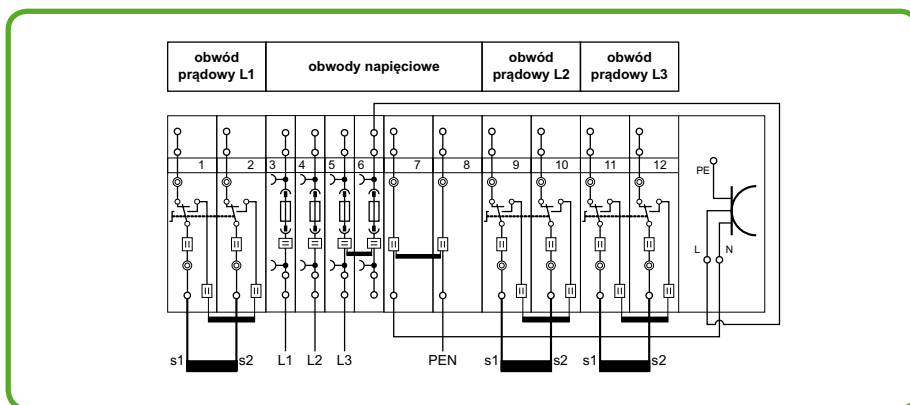 obwód
prądowy L1
obwody napięciowe
obwód
prądowy L2
obwód
prądowy L3
1 2 3 4 5 6 7 8 9 10 11 12
PE
L N
s1 s2 L1 L2 L3 PEN s1 s2 s1 s2